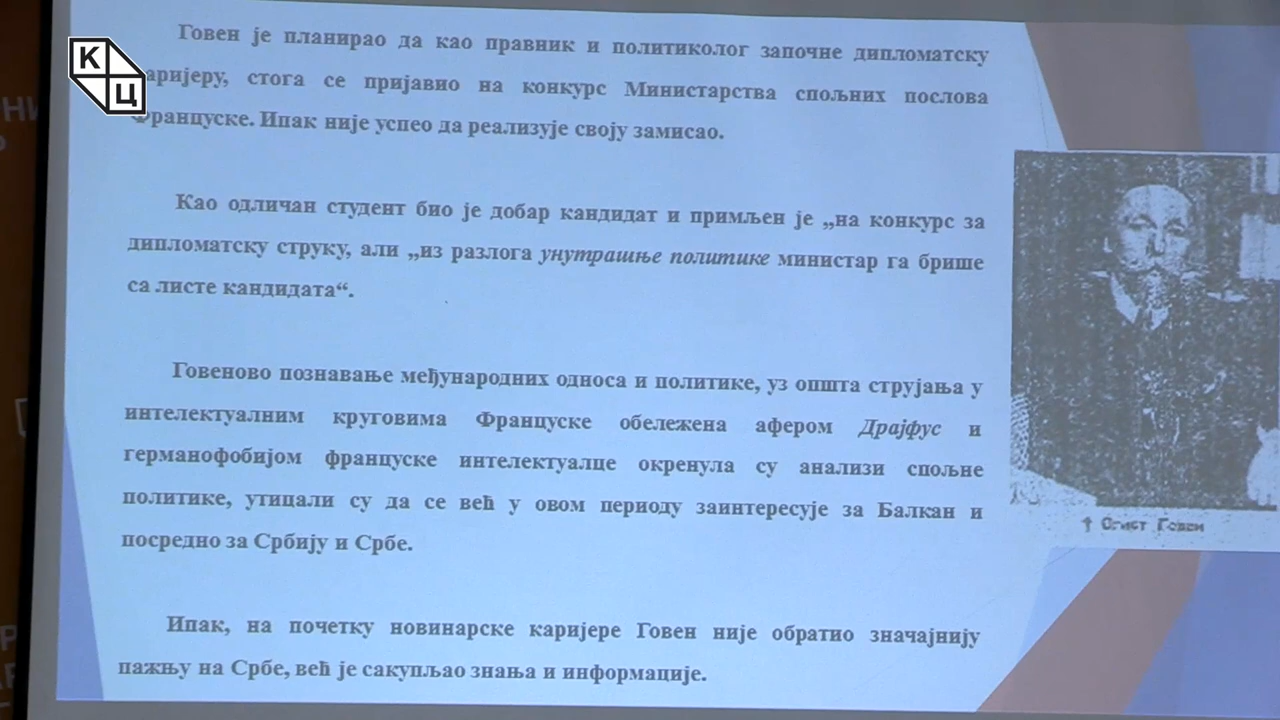 К
Ц
Говен је планирао да као правник и политиколог започне дипломатску
каријеру, стога се пријавио на конкурс Министарства спољних послова
Француске. Ипак није успео да реализује своју замисао.
Као одличан студент био је добар кандидат и примљен је „на конкурс за
дипломатску струку, али „из разлога унутрашње политике министар га брише
са листе кандидата“.
Говеново познавање међународних односа и политике, уз општа струјања у
интелектуалним круговима Француске обележена афером Драјфус и
германофобијом француске интелектуалце окренула су анализи спољне
политике, утицали су да се већ у овом периоду заинтересује за Балкан и
посредно за Србију и Србе.
Ипак, на почетку новинарске каријере Говен није обратио значајнију
пажњу на Србе, већ је сакупљао знања и информације.
† Огист Говен